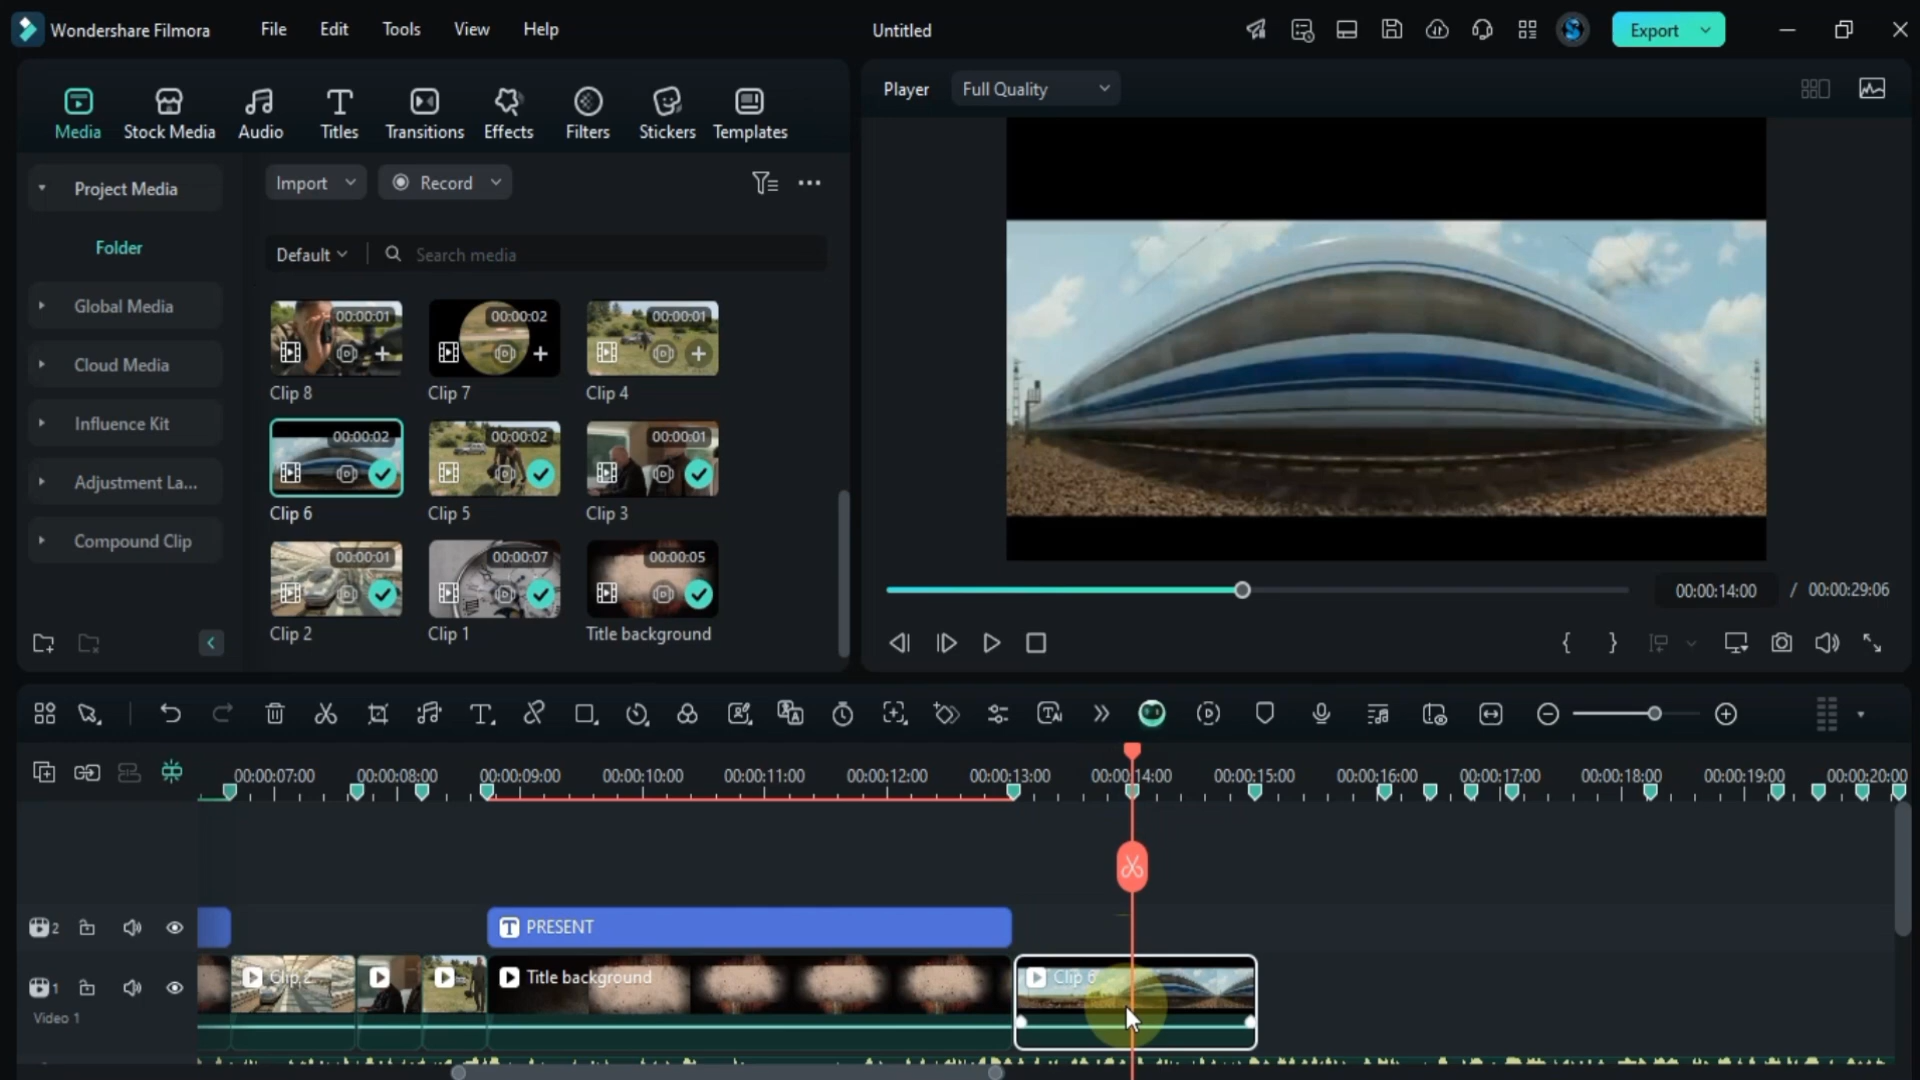 Wondershare Filmora
File
Edit
Tools
View
Help
Untitled
Export
Media
Stock Media
Audio
Titles
Transitions
Effects
Filters
Stickers
Templates
Player
Full Quality
Project Media
Folder
Global Media
Cloud Media
Influence Kit
Adjustment La...
Compound Clip
Import
Record
Default
Search media
00:00:01
00:00:02
00:00:01
Clip 8
Clip 7
Clip 4
00:00:02
00:00:02
00:00:01
Clip 6
Clip 5
Clip 3
00:00:01
00:00:07
00:00:05
Clip 2
Clip 1
Title background
00:00:14:00 / 00:00:29:06
00:00:07:00
00:00:08:00
00:00:09:00
00:00:10:00
00:00:11:00
00:00:12:00
00:00:13:00
00:00:14:00
00:00:15:00
00:00:16:00
00:00:17:00
00:00:18:00
00:00:19:00
00:00:20:00
2
T PRESENT
1
Video 1
Clip 2
Title background
Clip 6